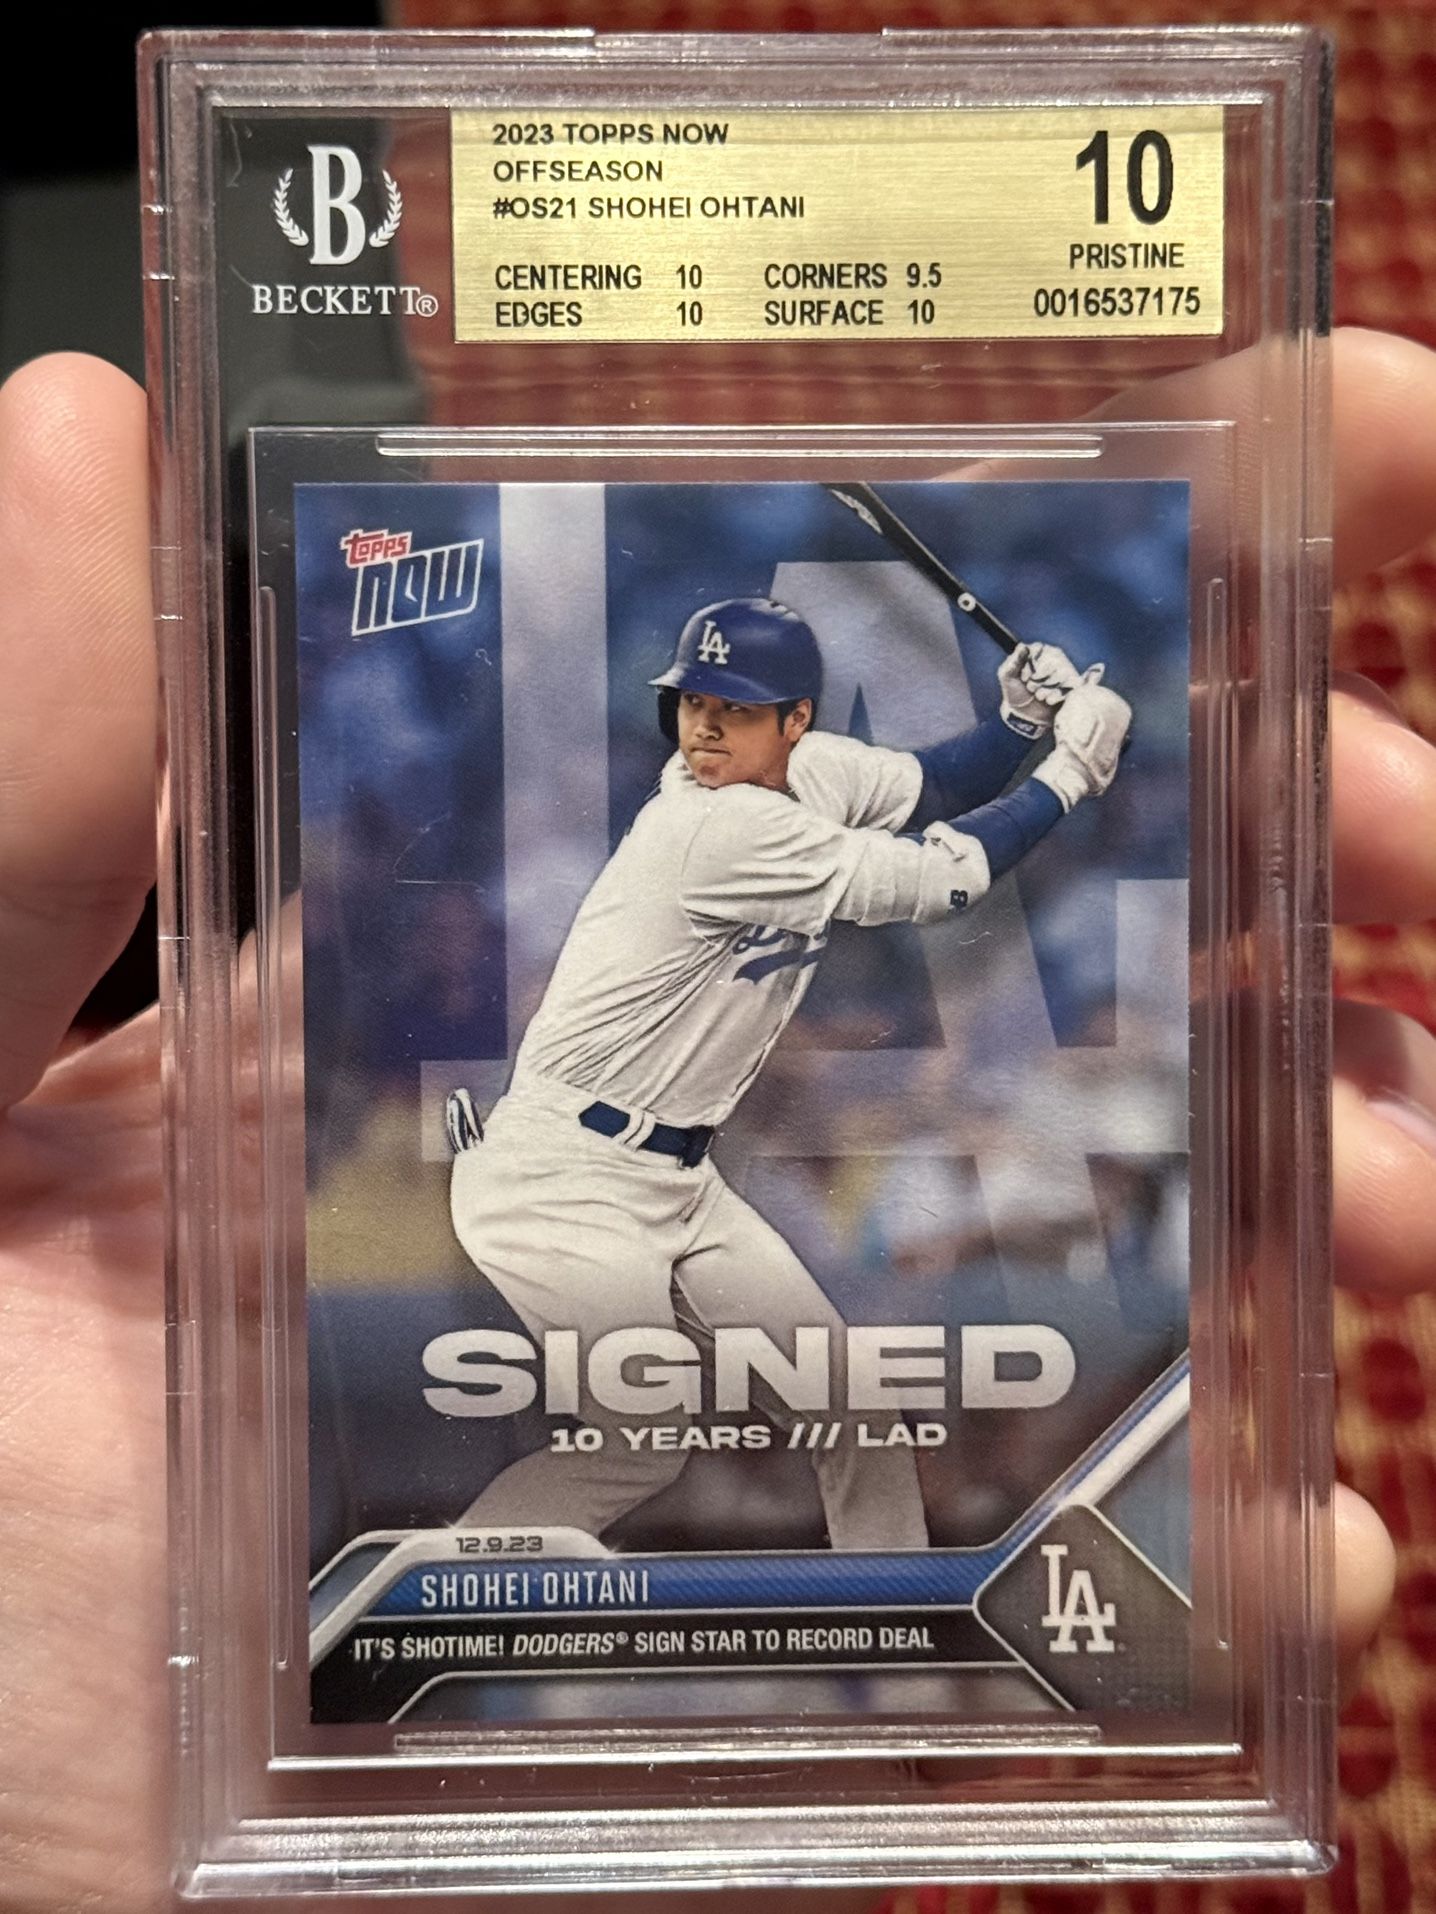 B
BECKETT®
2023 TOPPS NOW
OFFSEASON
#OS21 SHOHEI OHTANI
CENTERING 10 CORNERS 9.5
EDGES 10 SURFACE 10
10
PRISTINE
0016537175
topps
NOW
LA
SIGNED
10 YEARS /// LAD
12.9.23
SHOHEI OHTANI
IT'S SHOTIME! DODGERS® SIGN STAR TO RECORD DEAL
LA